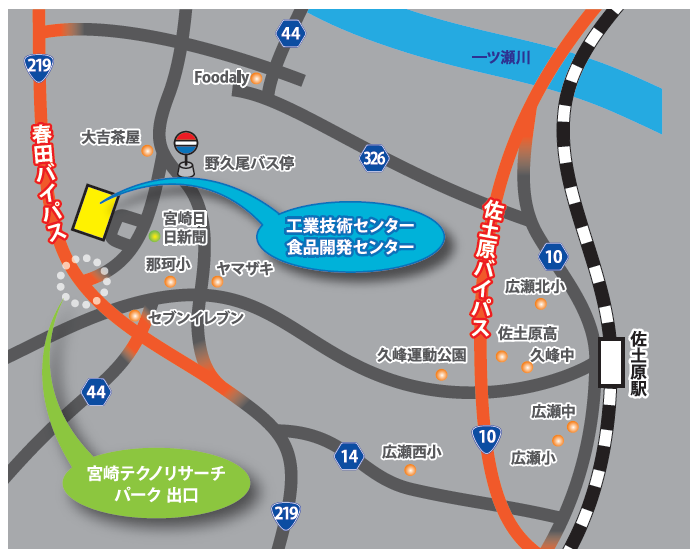 44
219
一ツ瀬川
Foodaly
大吉茶屋
326
野久尾バス停
春田バイパス
工業技術センター
食品開発センター
佐土原バイパス
宮崎日
日新聞
10
那珂小
ヤマザキ
広瀬北小
セブンイレブン
佐土原高
久峰中
久峰運動公園
佐土原駅
44
広瀬中
10
広瀬西小
14
広瀬小
宮崎テクノリサーチ
パーク 出口
219